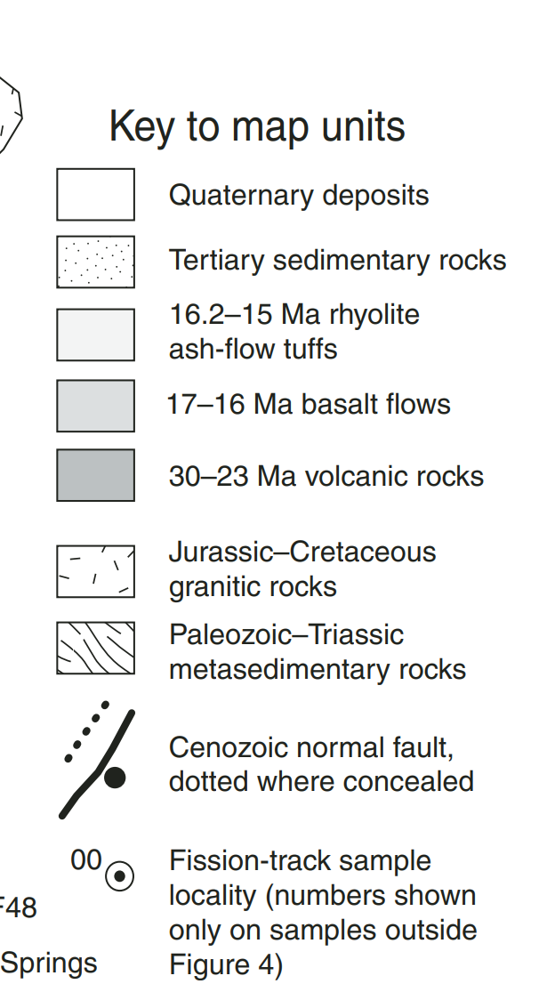 Key to map units
Quaternary deposits
Tertiary sedimentary rocks
16.2–15 Ma rhyolite
ash-flow tuffs
17–16 Ma basalt flows
30–23 Ma volcanic rocks
Jurassic–Cretaceous
granitic rocks
Paleozoic–Triassic
metasedimentary rocks
Cenozoic normal fault,
dotted where concealed
00
Fission-track sample
locality (numbers shown
only on samples outside
Figure 4)
F48
Springs